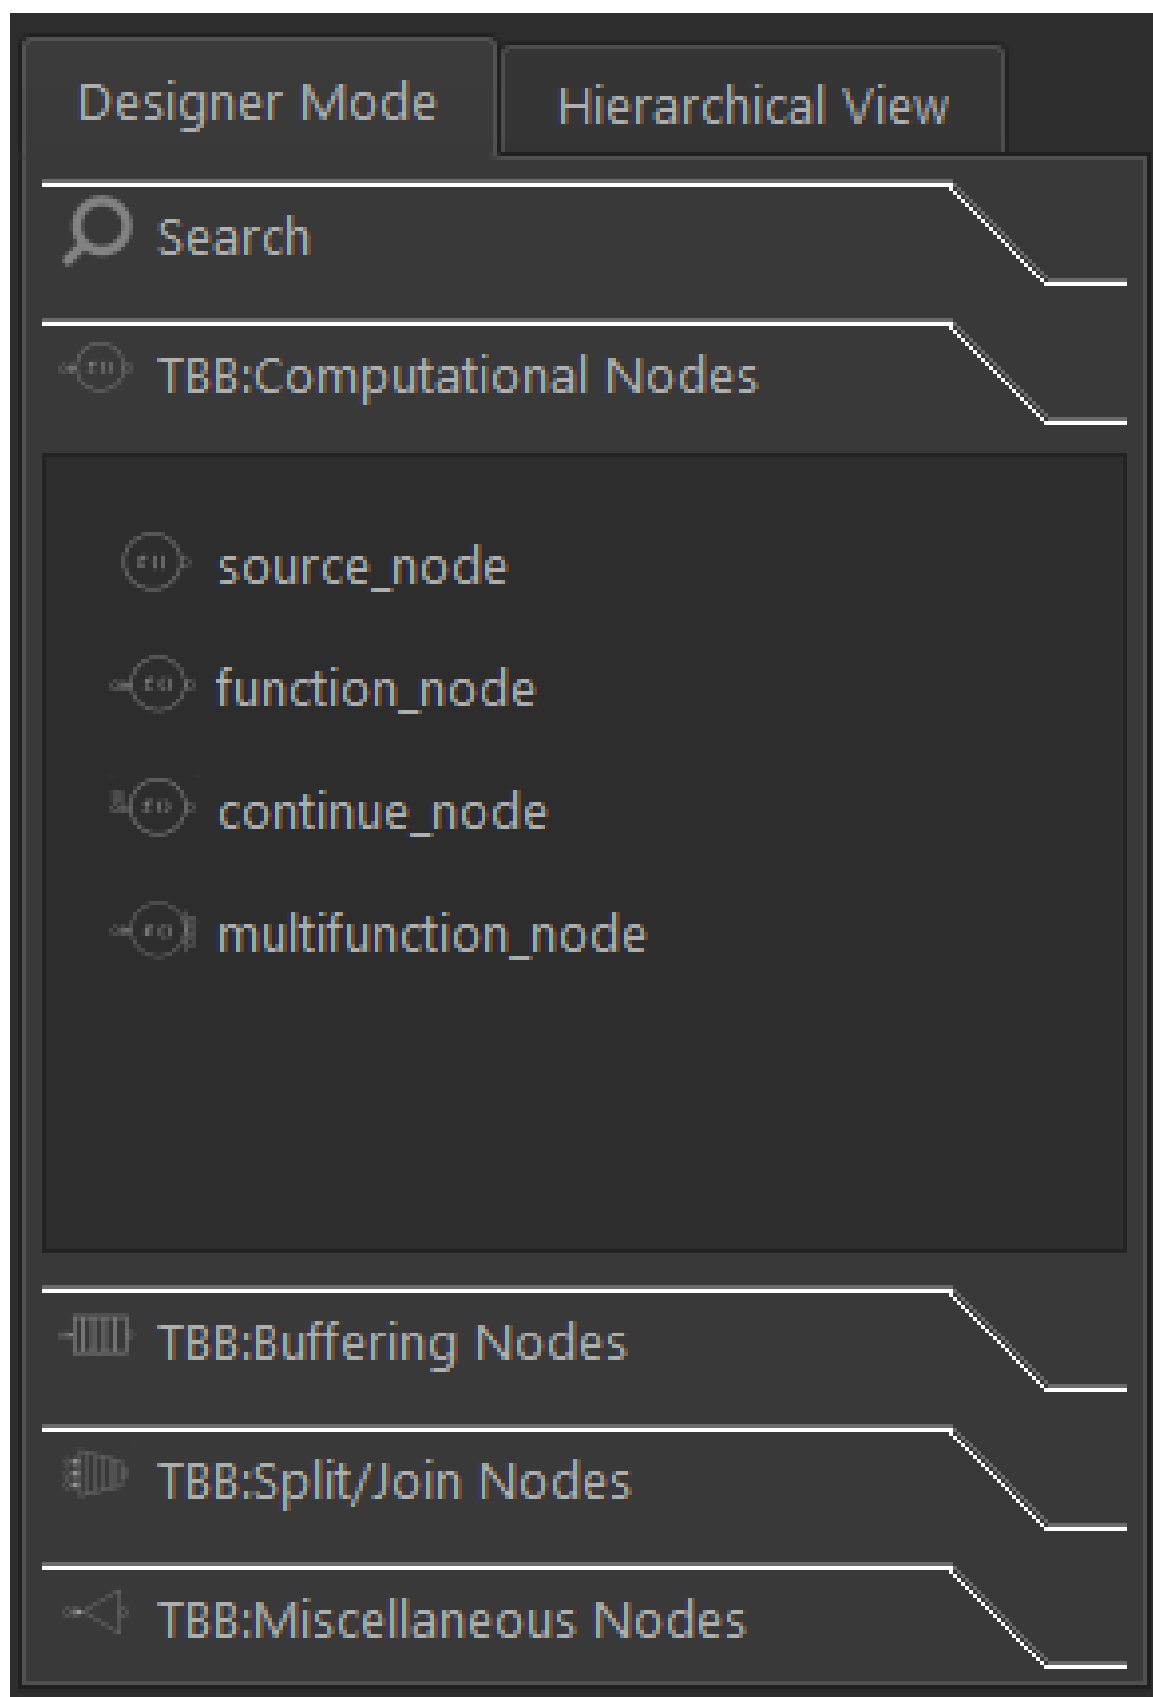 Designer Mode
Hierarchical View
Search
TBB:Computational Nodes
source_node
function_node
continue_node
multifunction_node
TBB:Buffering Nodes
TBB:Split/Join Nodes
TBB:Miscellaneous Nodes